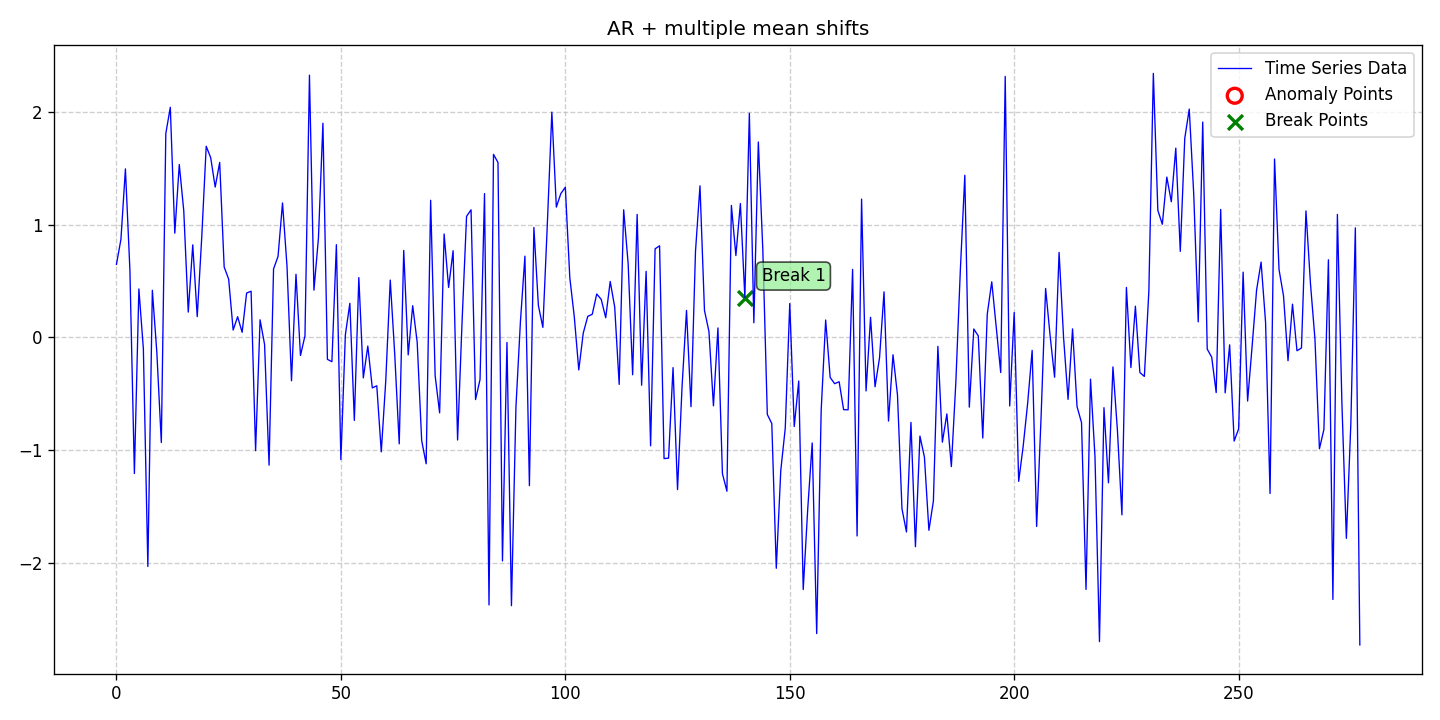 AR + multiple mean shifts
Time Series Data
Anomaly Points
Break Points
Break 1
2
1
0
−1
−2
0
50
100
150
200
250